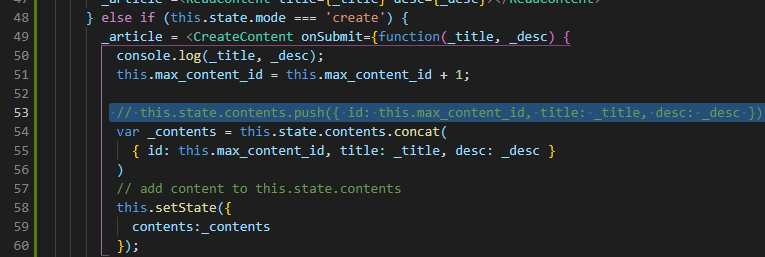 47 _article =<ReadContent title={_title} desc={_desc}></ReadContent>
48 } else if (this.state.mode === 'create') {
49 _article = <CreateContent onSubmit={function(_title, _desc) {
50 console.log(_title, _desc);
51 this.max_content_id = this.max_content_id + 1;
52
53 // this.state.contents.push({ id: this.max_content_id, title: _title, desc: _desc })
54 var _contents = this.state.contents.concat(
55 { id: this.max_content_id, title: _title, desc: _desc }
56 )
57 // add content to this.state.contents
58 this.setState({
59 contents:_contents
60 });